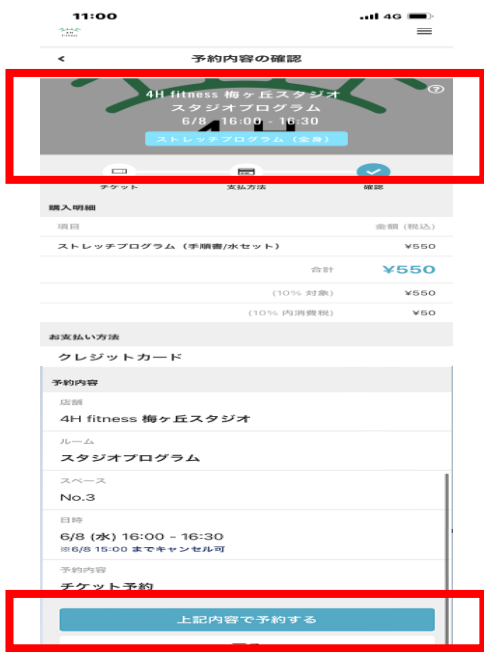 11:00
4G
予約内容の確認
4H fitness 梅ヶ丘スタジオ
スタジオプログラム
6/8 16:00 - 16:30
ストレッチプログラム (全身)
チケット
支払方法
確認
購入明細
項目 金額 (税込)
ストレッチプログラム (手順書/水セット) ¥550
合計 ¥550
(10% 対象) ¥550
(10% 内消費税) ¥50
お支払い方法
クレジットカード
予約内容
店舗
4H fitness 梅ヶ丘スタジオ
ルーム
スタジオプログラム
スペース
No.3
日時
6/8 (水) 16:00 - 16:30
※6/8 15:00 までキャンセル可
予約内容
チケット予約
上記内容で予約する